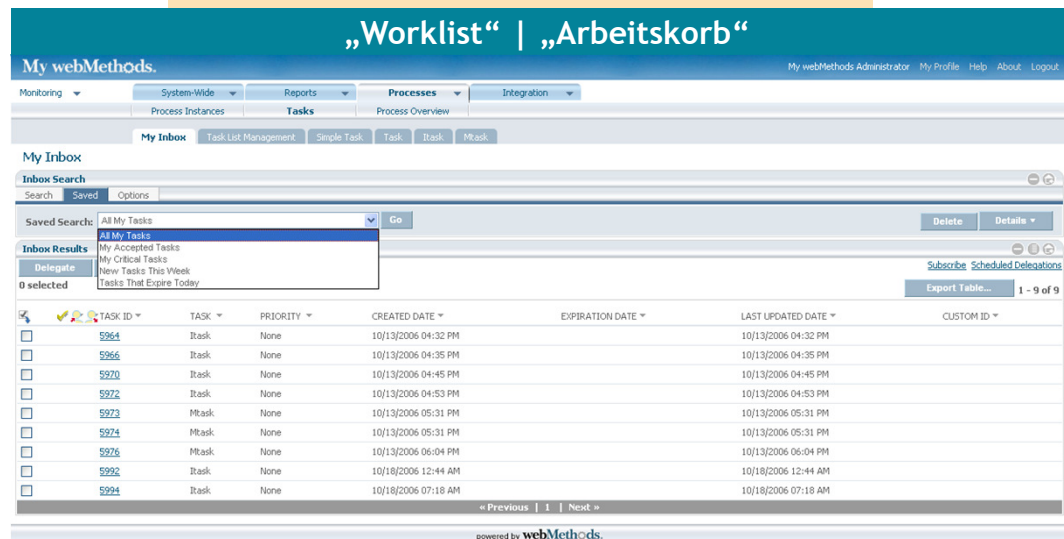 „Worklist“ | „Arbeitskorb“
My webMethods.
My webMethods Administrator My Profile Help About Logout
Monitoring System-Wide Reports Processes Integration
Process Instances Tasks Process Overview
My Inbox Task List Management Simple Task Task Itask Mtask
My Inbox
Inbox Search
Search Saved Options
Saved Search: All My Tasks Go Delete Details
All My Tasks
My Accepted Tasks
My Critical Tasks
New Tasks This Week
Tasks That Expire Today
Inbox Results
Delegate Subscribe Scheduled Delegations
0 selected Export Table... 1 - 9 of 9
TASK ID TASK PRIORITY CREATED DATE EXPIRATION DATE LAST UPDATED DATE CUSTOM ID
5964 Itask None 10/13/2006 04:32 PM 10/13/2006 04:32 PM
5966 Itask None 10/13/2006 04:35 PM 10/13/2006 04:35 PM
5970 Itask None 10/13/2006 04:45 PM 10/13/2006 04:45 PM
5972 Itask None 10/13/2006 04:53 PM 10/13/2006 04:53 PM
5973 Mtask None 10/13/2006 05:31 PM 10/13/2006 05:31 PM
5974 Mtask None 10/13/2006 05:31 PM 10/13/2006 05:31 PM
5976 Mtask None 10/13/2006 06:04 PM 10/13/2006 06:04 PM
5992 Itask None 10/18/2006 12:44 AM 10/18/2006 12:44 AM
5994 Itask None 10/18/2006 07:18 AM 10/18/2006 07:18 AM
« Previous | 1 | Next »
powered by webMethods.